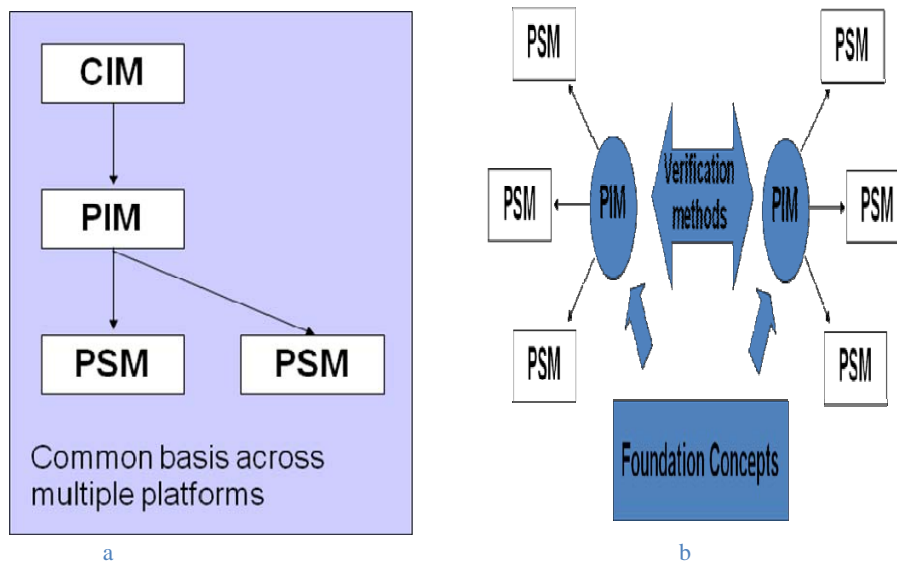 CIM
PIM
PSM
PSM
Common basis across
multiple platforms
a
PSM
PSM
PSM
PIM
Verification
methods
PIM
PSM
PSM
PSM
PSM
Foundation Concepts
b